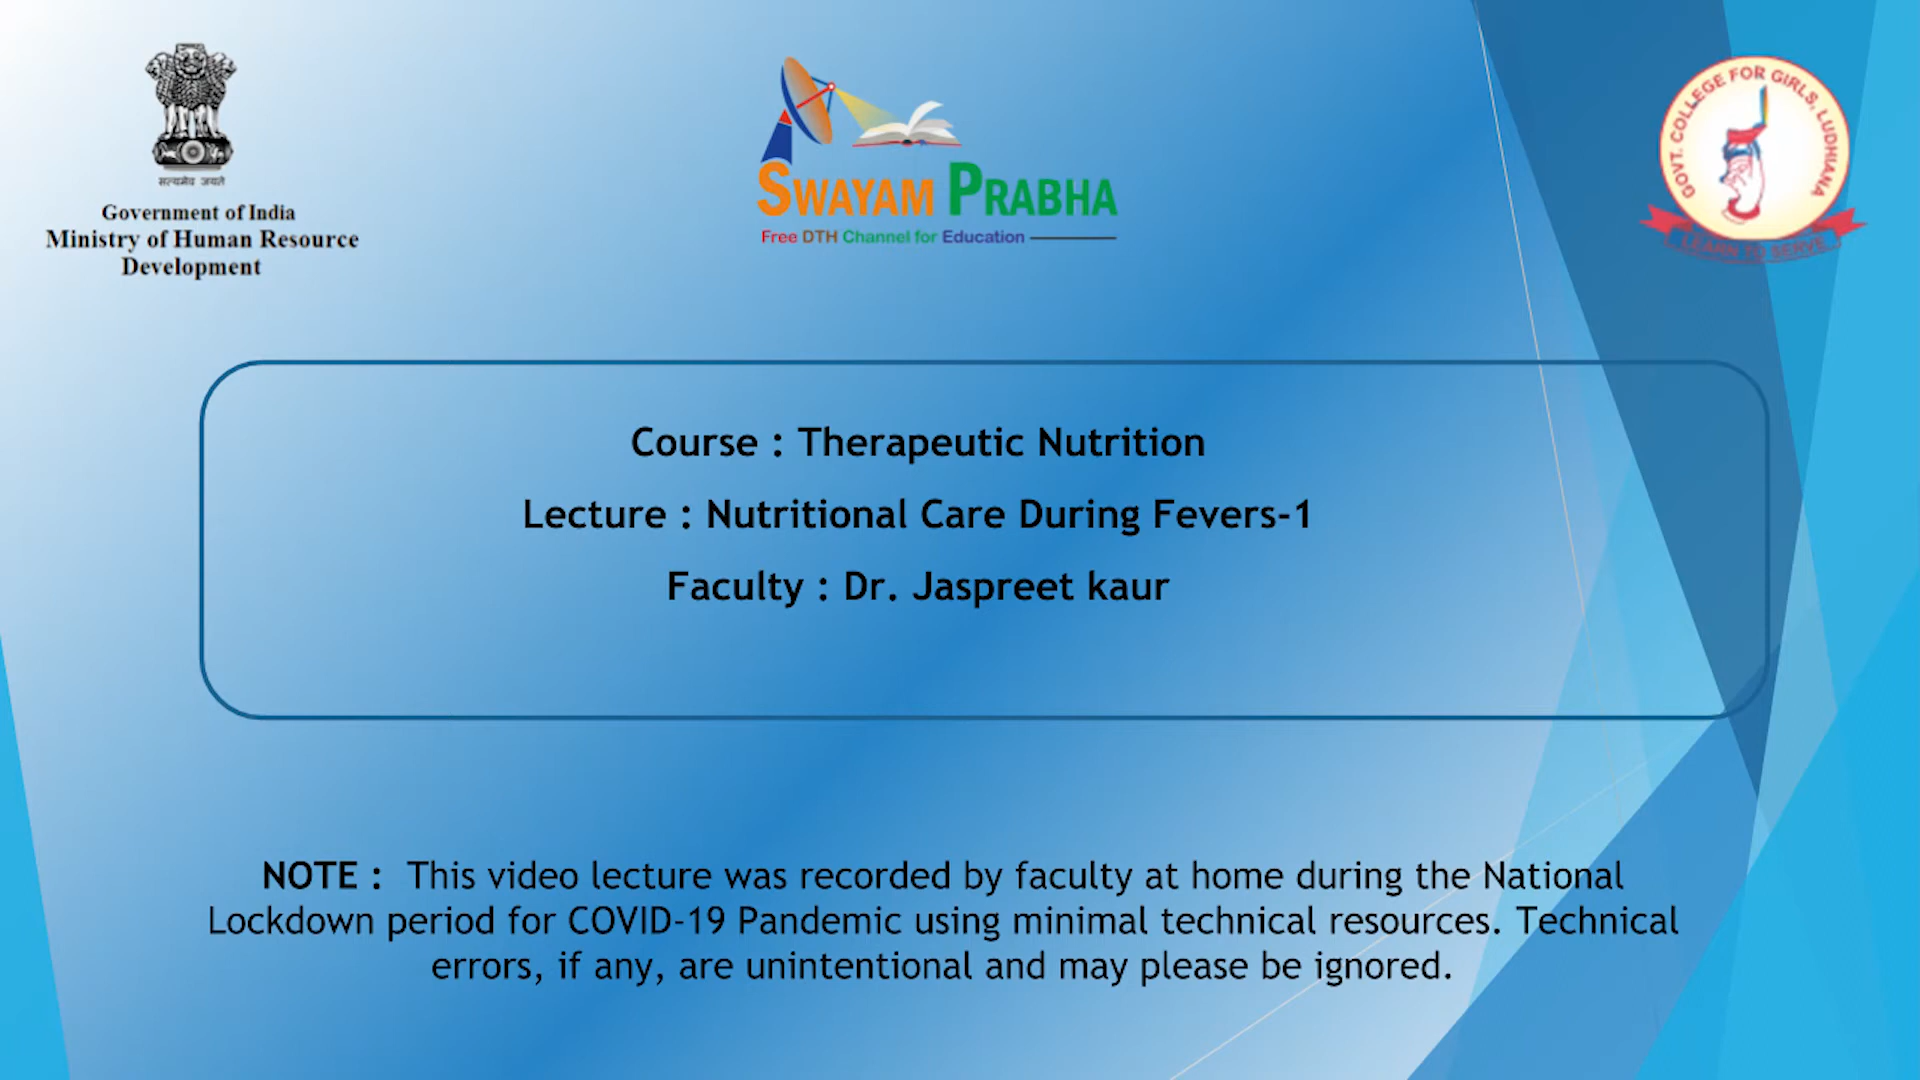 सत्यमेव जयते
Government of India
Ministry of Human Resource
Development
SWAYAM PRABHA
Free DTH Channel for Education
GOVT. COLLEGE FOR GIRLS, LUDHIANA
LEARN TO SERVE
Course : Therapeutic Nutrition
Lecture : Nutritional Care During Fevers-1
Faculty : Dr. Jaspreet kaur
NOTE : This video lecture was recorded by faculty at home during the National
Lockdown period for COVID-19 Pandemic using minimal technical resources. Technical
errors, if any, are unintentional and may please be ignored.